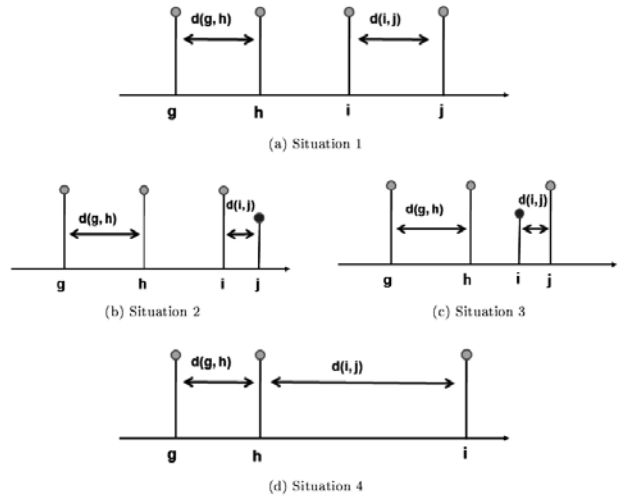 d(g, h) d(i, j)
g h i j
(a) Situation 1
d(g, h) d(i, j)
g h i j
(b) Situation 2
d(g, h) d(i, j)
g h i j
(c) Situation 3
d(g, h) d(i, j)
g h i
(d) Situation 4